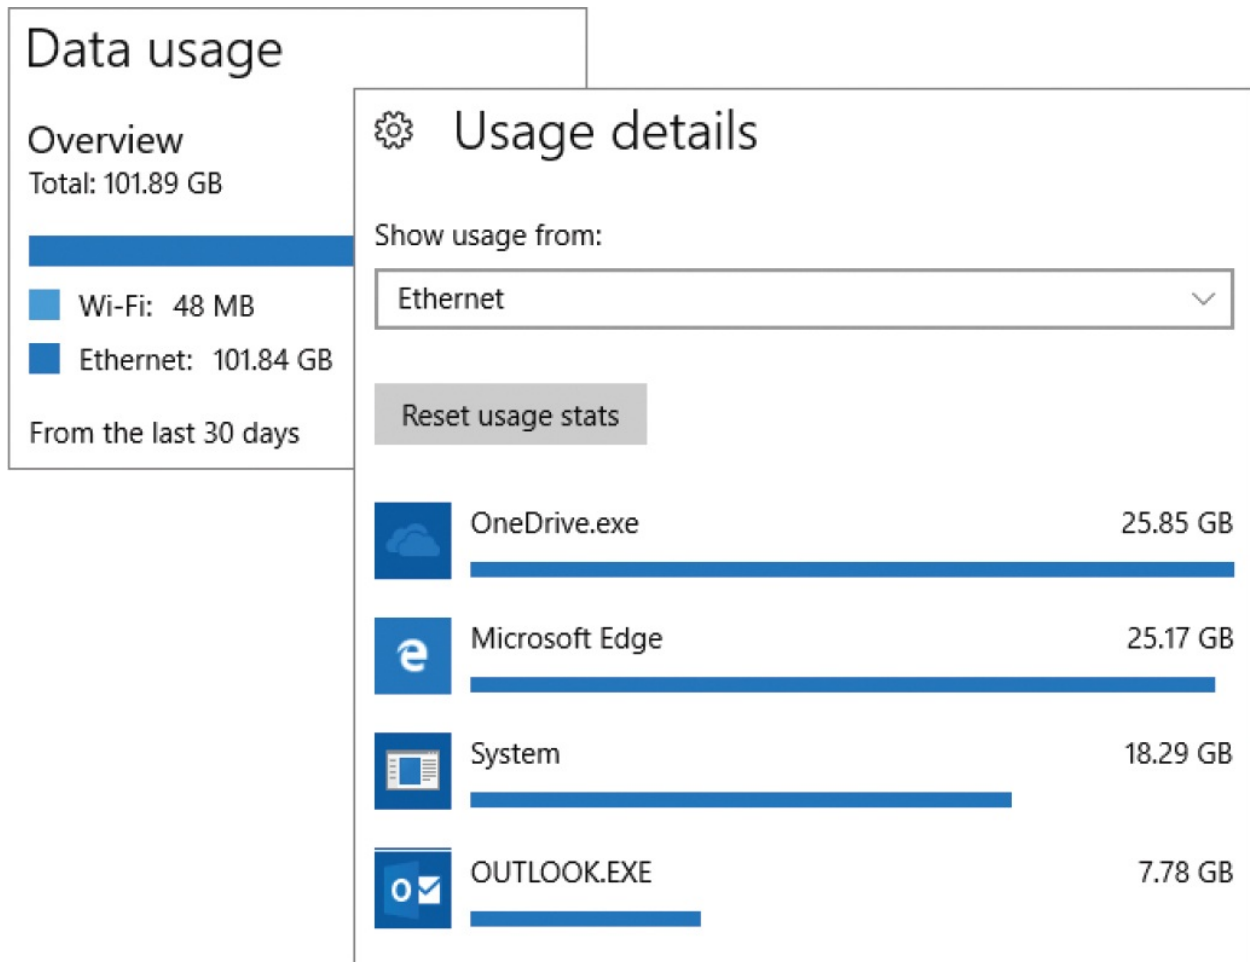 Data usage
Overview
Total: 101.89 GB
Wi-Fi: 48 MB
Ethernet: 101.84 GB
From the last 30 days
Usage details
Show usage from:
Ethernet
Reset usage stats
OneDrive.exe 25.85 GB
Microsoft Edge 25.17 GB
System 18.29 GB
OUTLOOK.EXE 7.78 GB